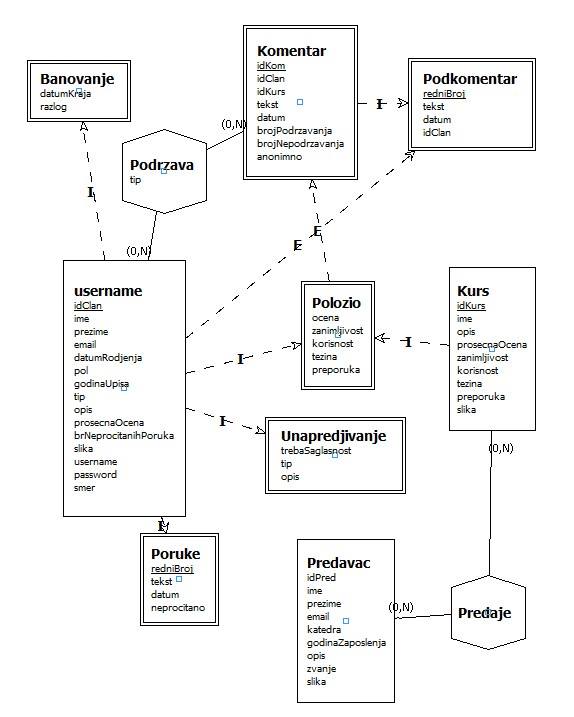 Komentar
idKom
idClan
idKurs
tekst
datum
brojPodrzavanja
brojNepodrzavanja
anonimno
Banovanje
datumKraja
razlog
Podkomentar
redniBroj
tekst
datum
idClan
I
(0,N)
Podrzava
tip
I
(0,N)
E
E
username
idClan
ime
prezime
email
datumRodjenja
pol
godinaUpisa
tip
opis
prosecnaOcena
brNeprocitanihPoruka
slika
username
password
smer
Polozio
ocena
zanimljivost
korisnost
tezina
preporuka
Kurs
idKurs
ime
opis
prosecnaOcena
zanimljivost
korisnost
tezina
preporuka
slika
I
I
I
Unapredjivanje
trebaSaglasnost
tip
opis
(0,N)
I
Poruke
redniBroj
tekst
datum
neprocitano
Predavac
idPred
ime
prezime
email
katedra
godinaZaposlenja
opis
zvanje
slika
(0,N)
Predaje